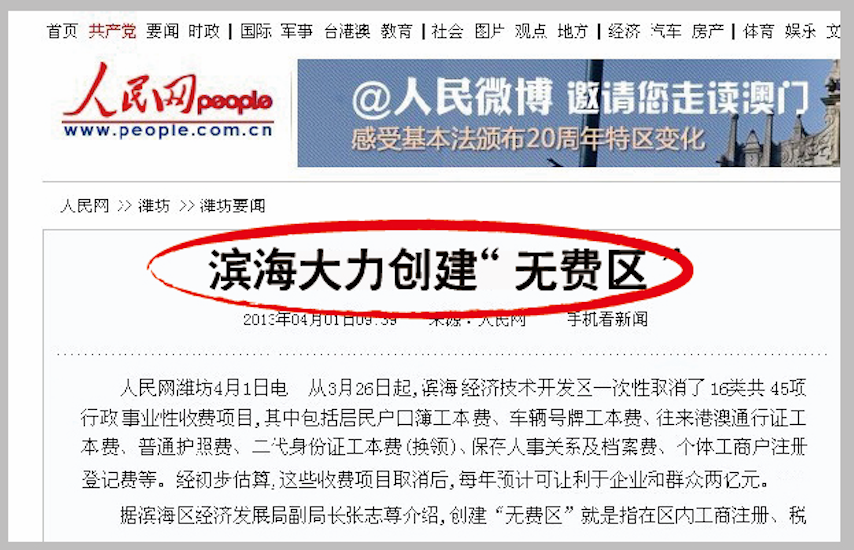 首页 共产党 要闻 时政 | 国际 军事 台港澳 教育 | 社会 图片 观点 地方 | 经济 汽车 房产 | 体育 娱乐 文
人民网 people
www.people.com.cn
@人民微博 邀请您走读澳门
感受基本法颁布20周年特区变化
人民网 >> 潍坊 >> 潍坊要闻
滨海大力创建“无费区”
2013年04月01日09:39 来源：人民网 手机看新闻
人民网潍坊4月1日电 从3月26日起,滨海经济技术开发区一次性取消了16类共45项
行政事业性收费项目,其中包括居民户口簿工本费、车辆号牌工本费、往来港澳通行证工
本费、普通护照费、二代身份证工本费(换领)、保存人事关系及档案费、个体工商户注册
登记费等。经初步估算,这些收费项目取消后,每年预计可让利于企业和群众两亿元。
据滨海区经济发展局副局长张志尊介绍,创建“无费区”就是指在区内工商注册、税